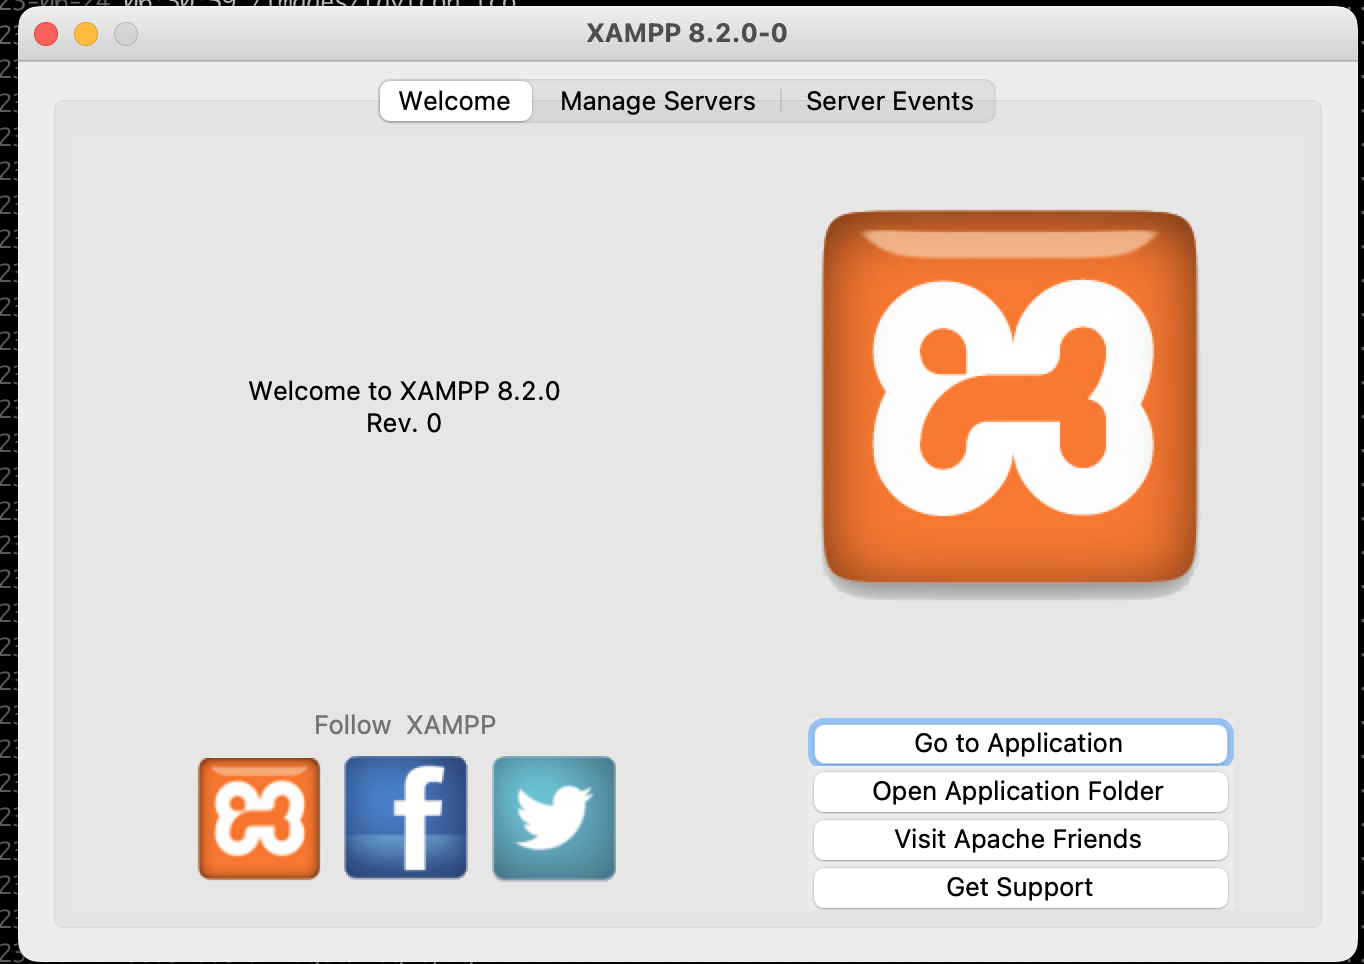 XAMPP 8.2.0-0
Welcome
Manage Servers
Server Events
Welcome to XAMPP 8.2.0
Rev. 0
Follow XAMPP
Go to Application
Open Application Folder
Visit Apache Friends
Get Support